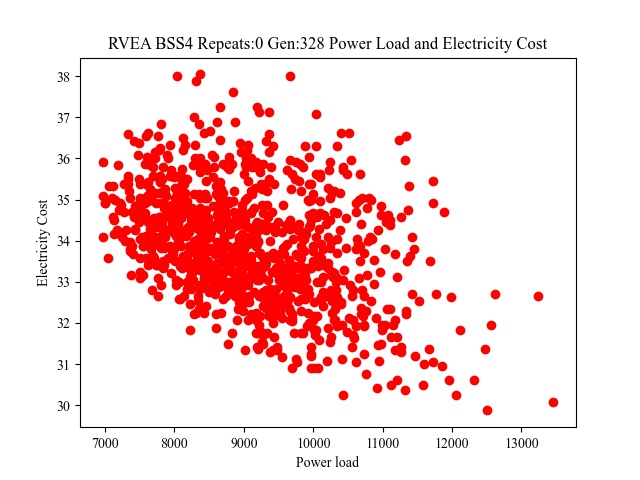 RVEA BSS4 Repeats:0 Gen:328 Power Load and Electricity Cost
38
37
36
35
34
33
32
31
30
Electricity Cost
7000 8000 9000 10000 11000 12000 13000
Power load